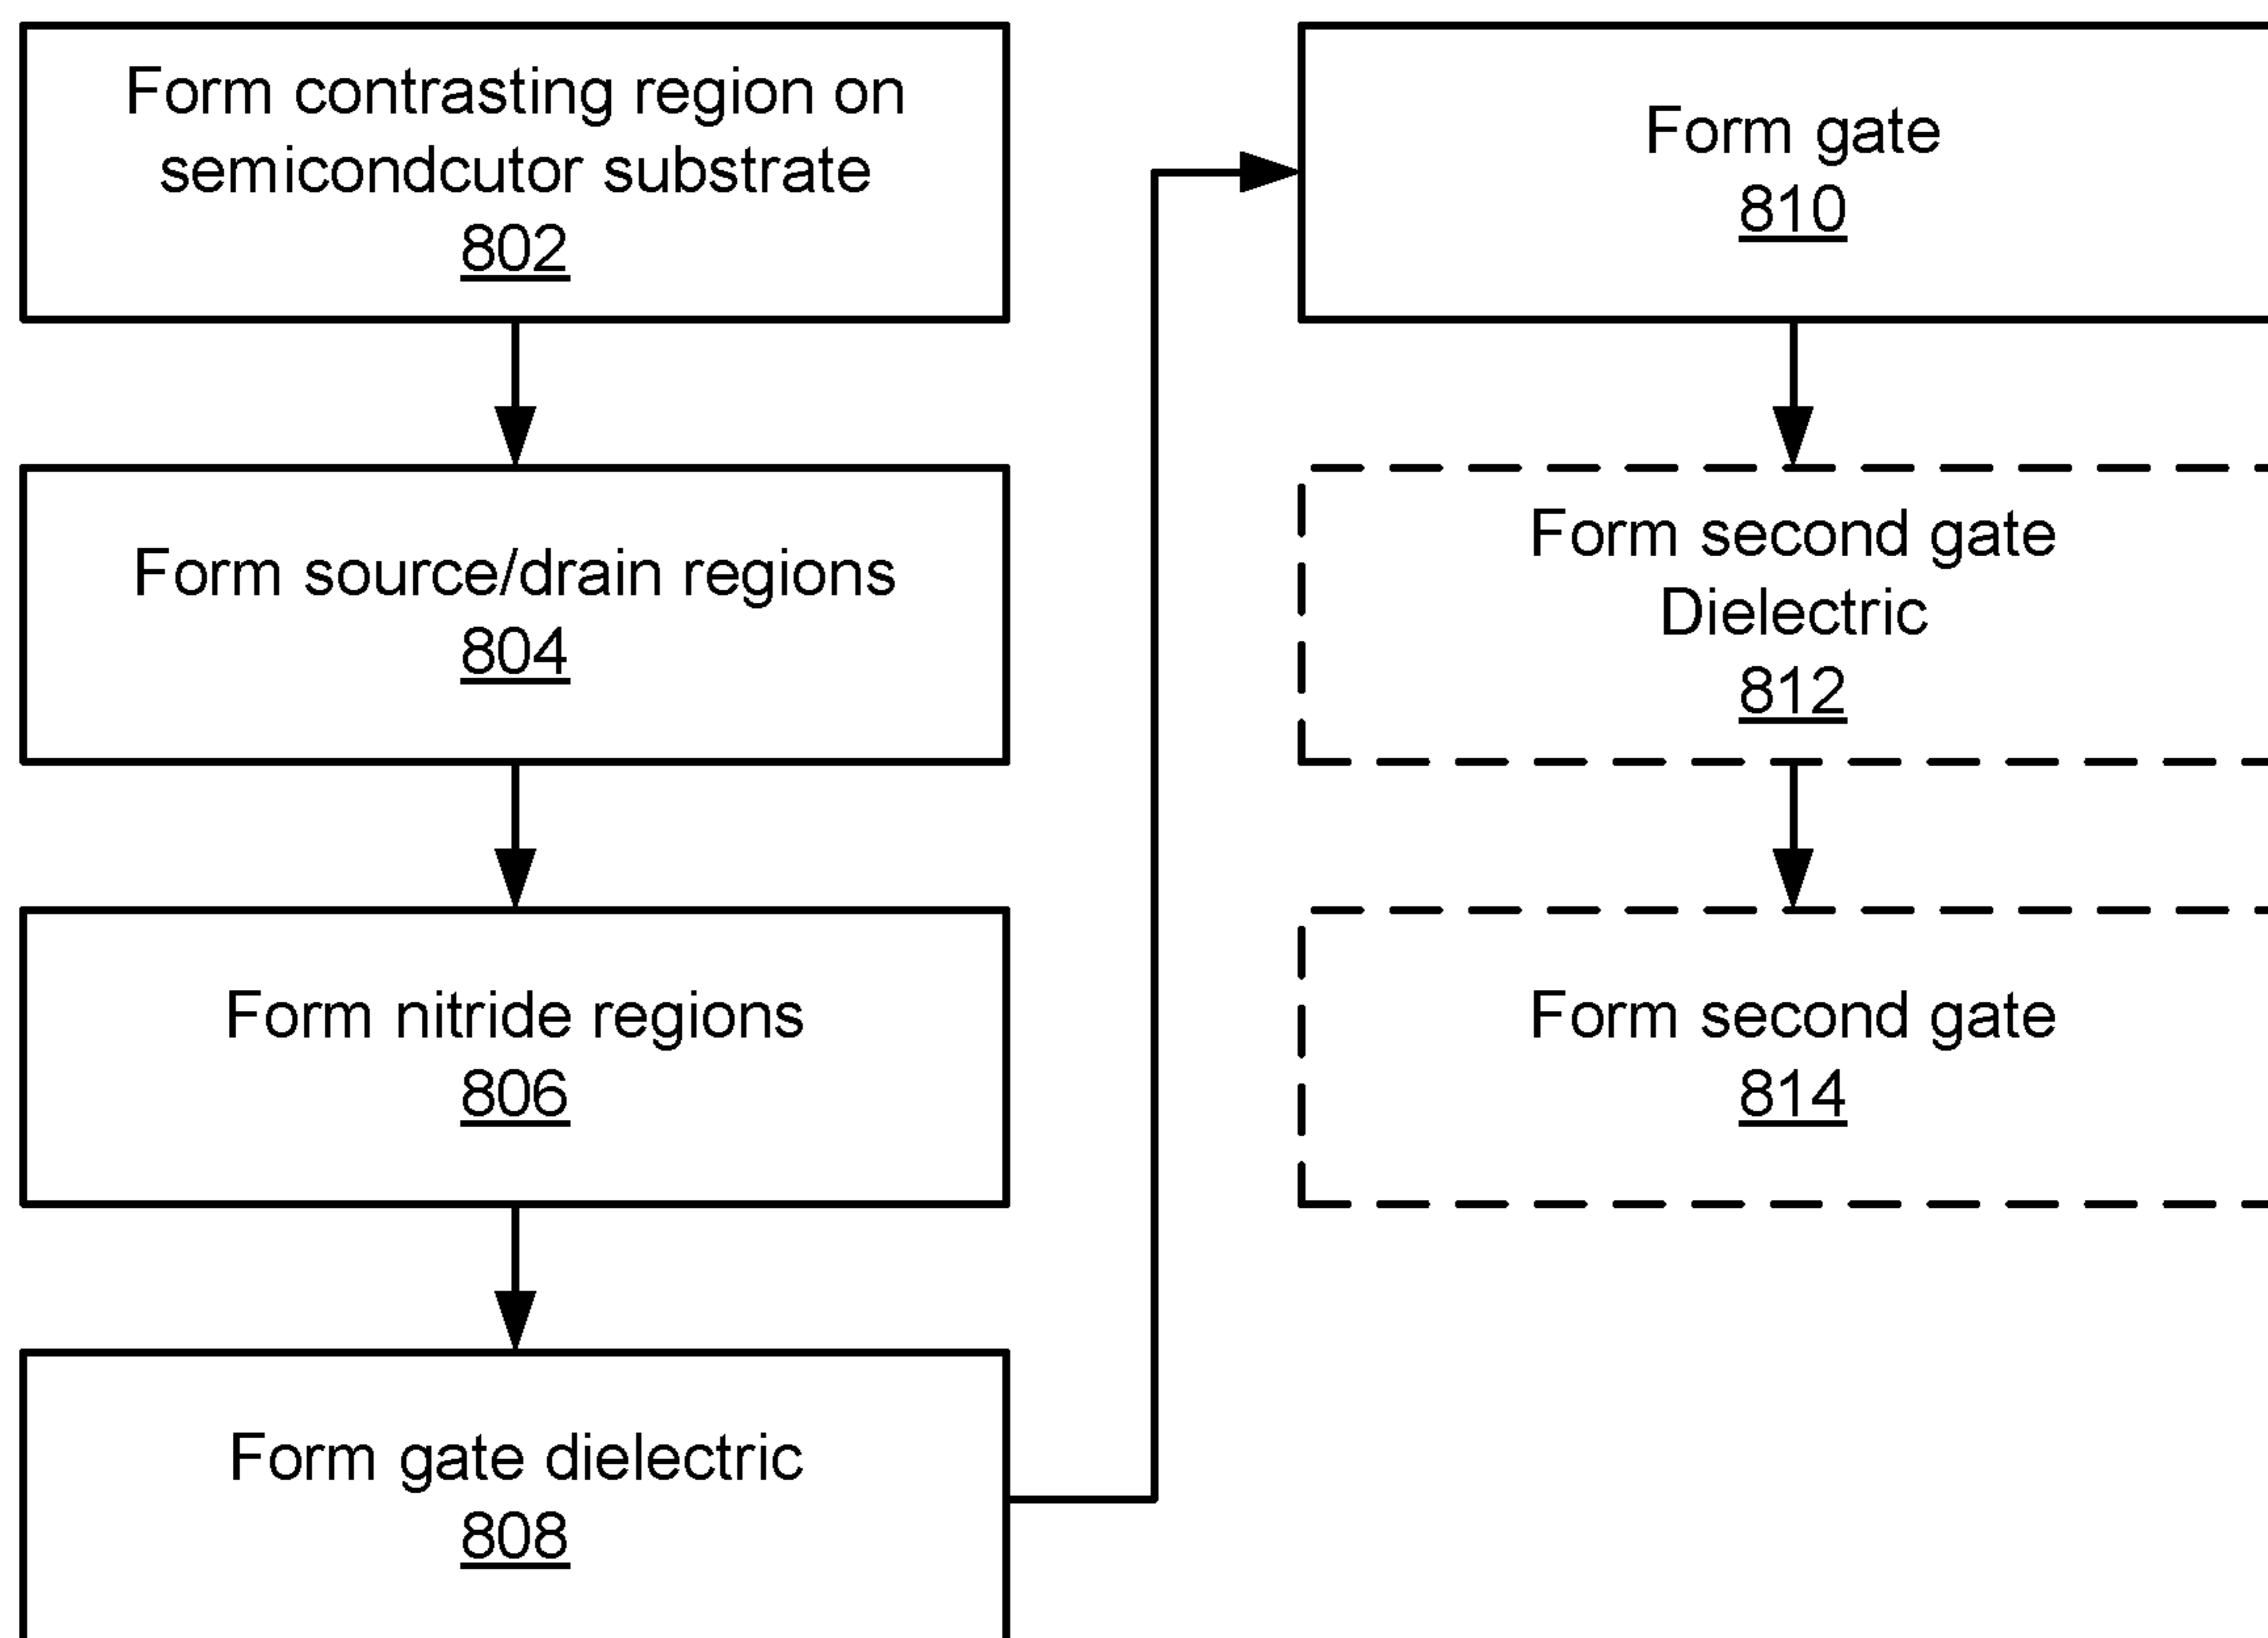 Form contrasting region on
semicondcutor substrate
802
Form source/drain regions
804
Form nitride regions
806
Form gate dielectric
808
Form gate
810
Form second gate
Dielectric
812
Form second gate
814